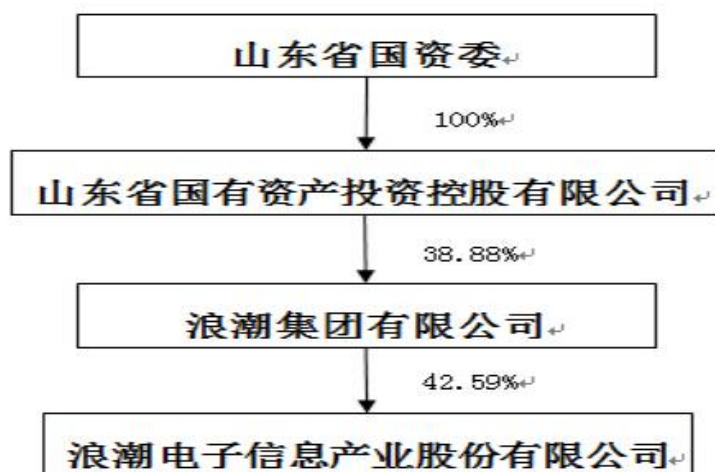 山东省国资委
100%
山东省国有资产投资控股有限公司
38.88%
浪潮集团有限公司
42.59%
浪潮电子信息产业股份有限公司